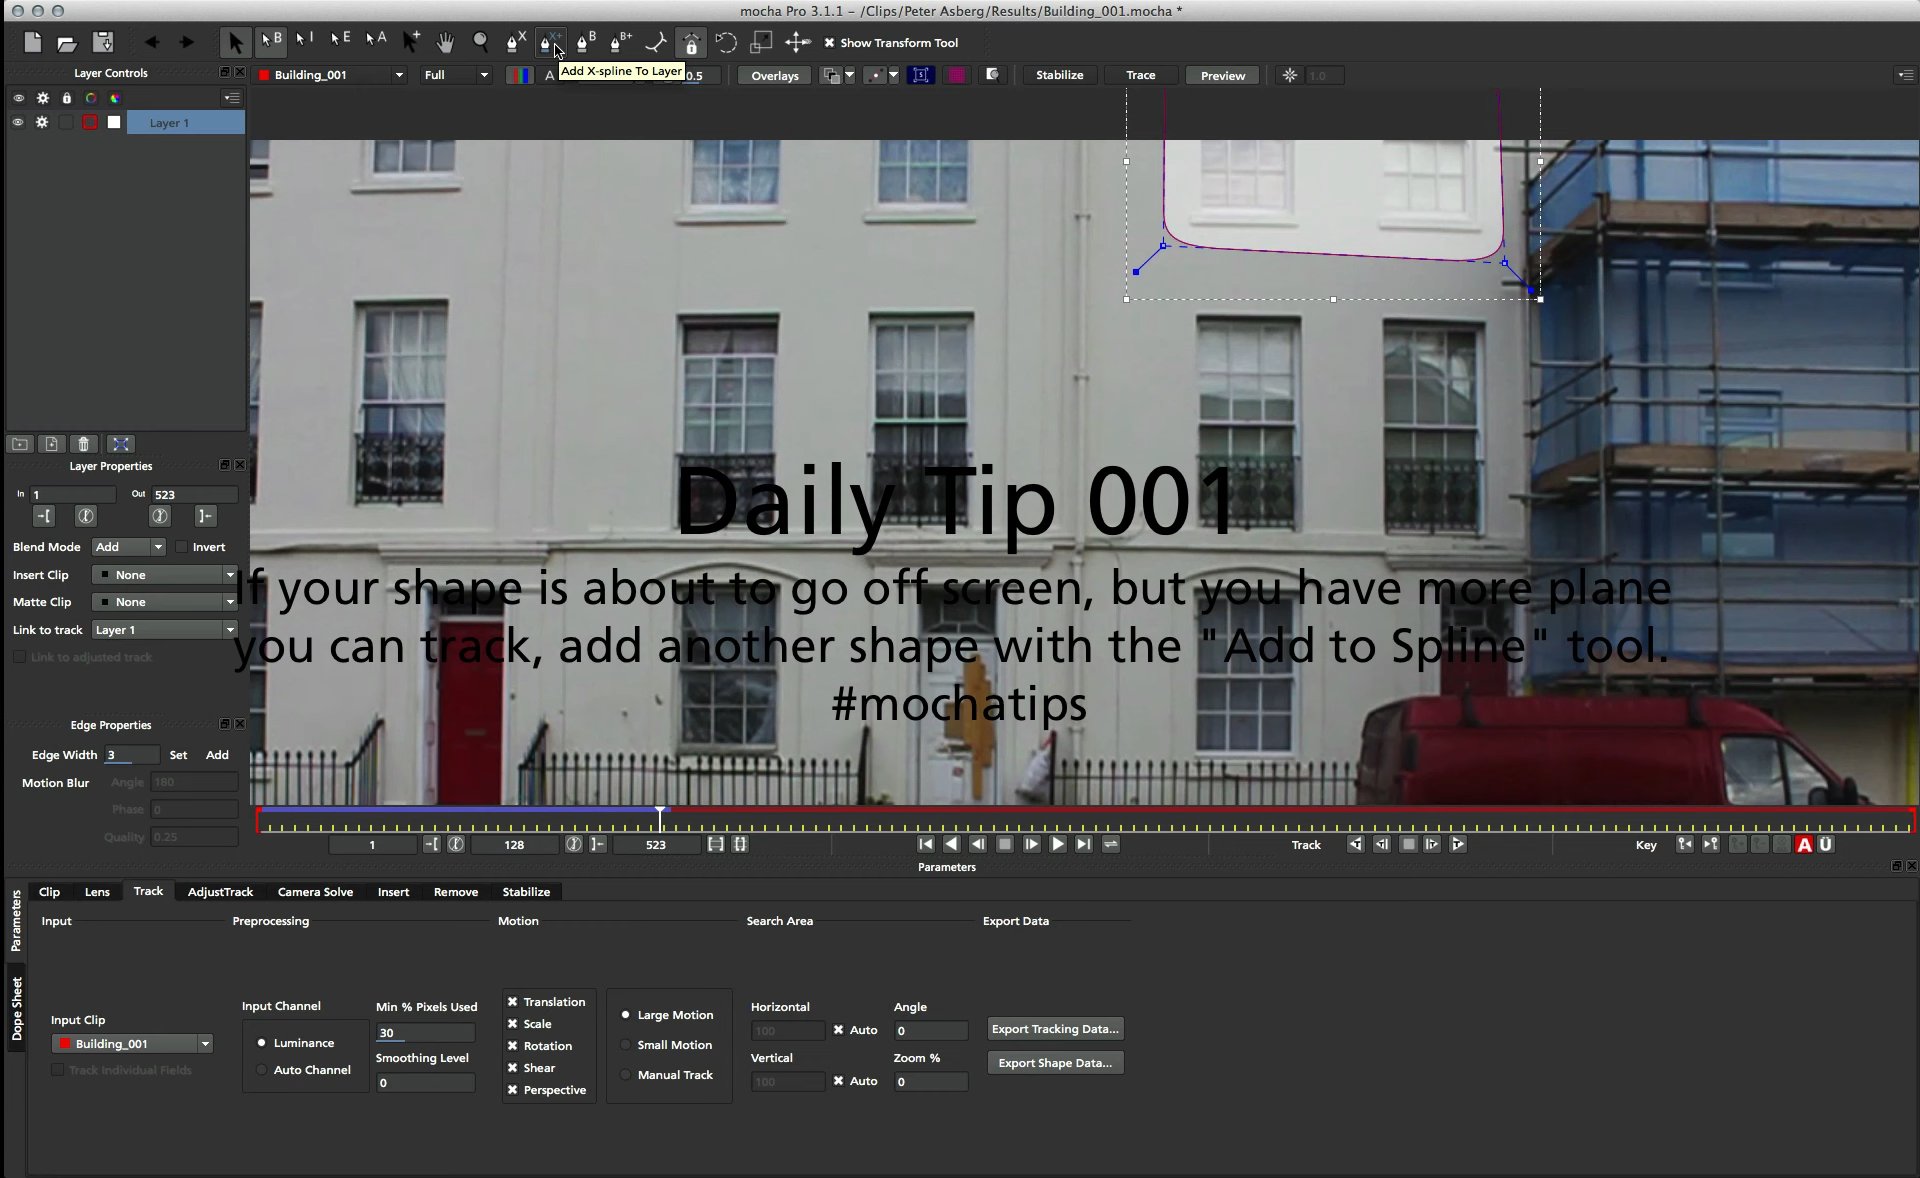 mocha Pro 3.1.1 - /Clips/Peter Asberg/Results/Building_001.mocha *
B I E A X X+ B B+ Show Transform Tool
Layer Controls
Building_001 Full A Add X-spline To Layer 0.5 Overlays Stabilize Trace Preview 1.0
Layer 1
Layer Properties
In 1 Out 523
Blend Mode Add Invert
Insert Clip None
Matte Clip None
Link to track Layer 1
Link to adjusted track
Daily Tip 001
If your shape is about to go off screen, but you have more plane
you can track, add another shape with the "Add to Spline" tool.
#mochatips
Edge Properties
Edge Width 3 Set Add
Motion Blur Angle 180
Phase 0
Quality 0.25
1 128 523 Track Key A Ü
Parameters
Parameters
Dope Sheet
Clip Lens Track AdjustTrack Camera Solve Insert Remove Stabilize
Input Preprocessing Motion Search Area Export Data
Input Clip
Building_001
Track Individual Fields
Input Channel
Luminance
Auto Channel
Min % Pixels Used
30
Smoothing Level
0
Translation
Scale
Rotation
Shear
Perspective
Large Motion
Small Motion
Manual Track
Horizontal
100 Auto
Vertical
100 Auto
Angle
0
Zoom %
0
Export Tracking Data...
Export Shape Data...